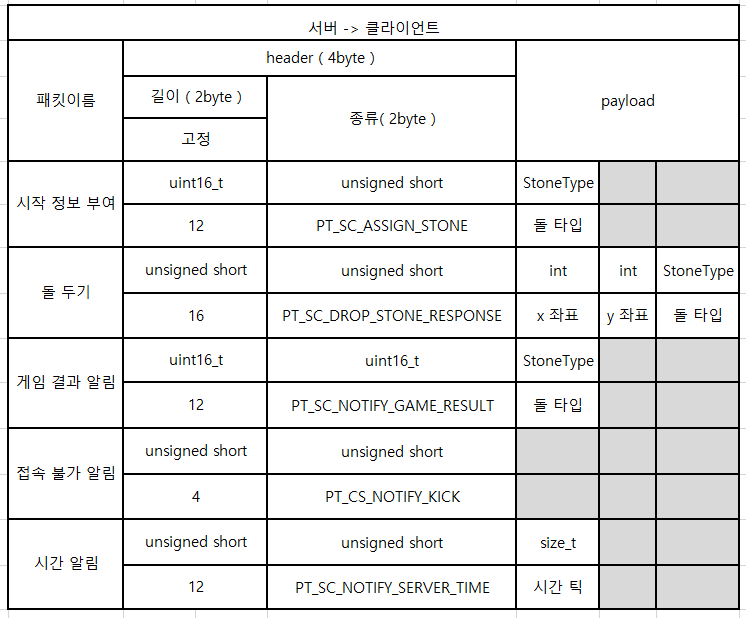 서버 -> 클라이언트
패킷이름
header ( 4byte )
payload
길이 ( 2byte )
종류( 2byte )
고정
시작 정보 부여
uint16_t
unsigned short
StoneType
12
PT_SC_ASSIGN_STONE
돌 타입
돌 두기
unsigned short
unsigned short
int
int
StoneType
16
PT_SC_DROP_STONE_RESPONSE
x 좌표
y 좌표
돌 타입
게임 결과 알림
uint16_t
uint16_t
StoneType
12
PT_SC_NOTIFY_GAME_RESULT
돌 타입
접속 불가 알림
unsigned short
unsigned short
4
PT_CS_NOTIFY_KICK
시간 알림
unsigned short
unsigned short
size_t
12
PT_SC_NOTIFY_SERVER_TIME
시간 틱